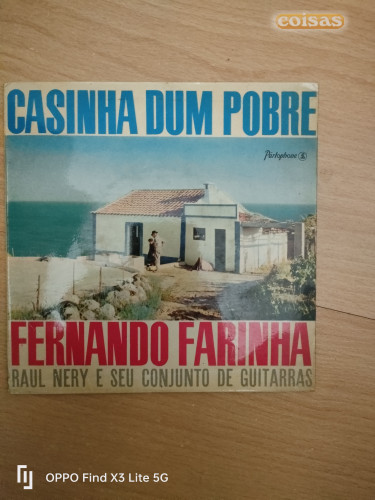 coisas
CASINHA DUM POBRE
Parlophone
FERNANDO FARINHA
RAUL NERY E SEU CONJUNTO DE GUITARRAS
OPPO Find X3 Lite 5G